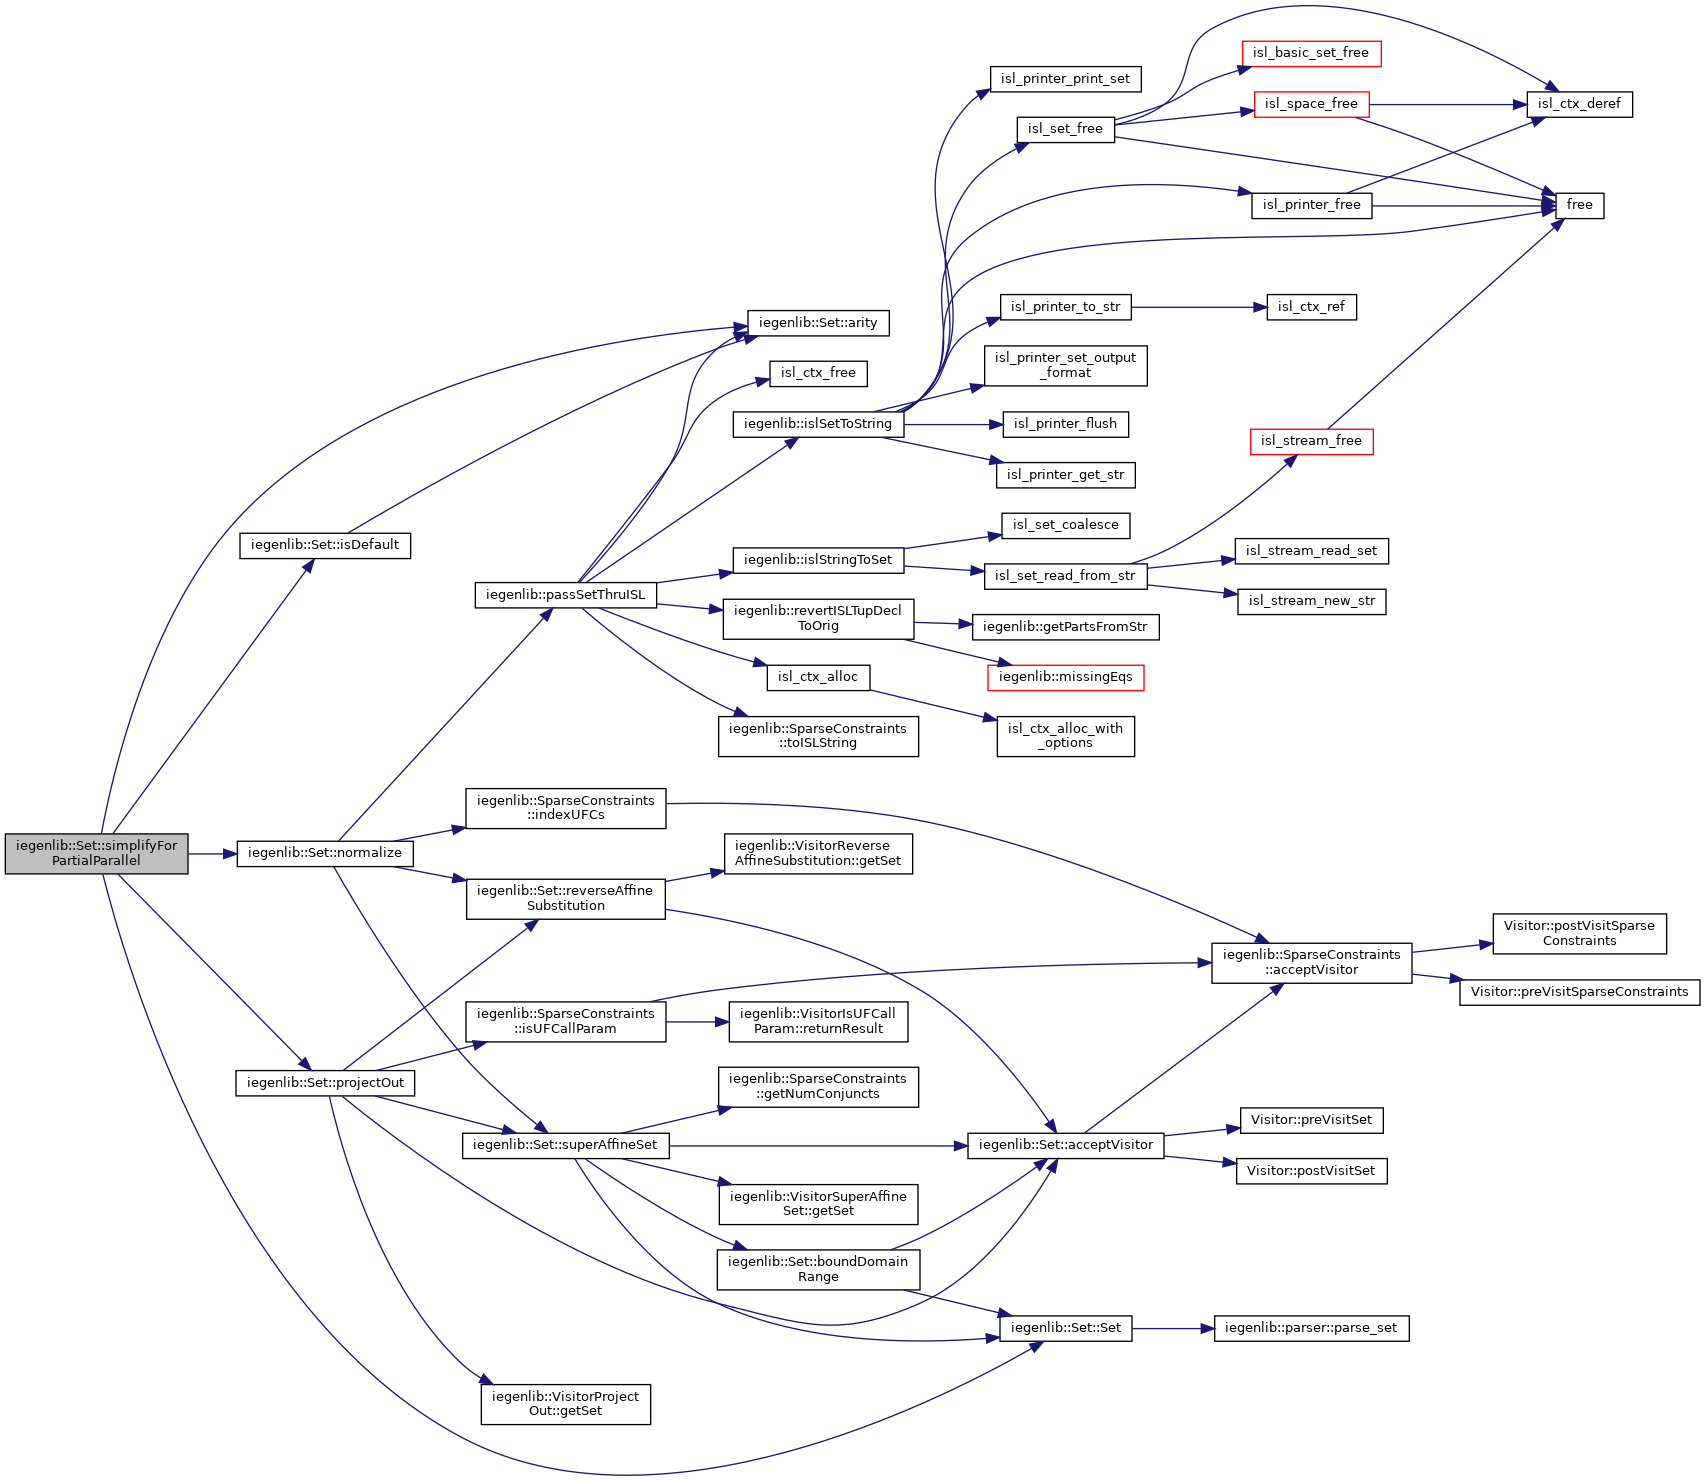 isl_basic_set_free
isl_printer_print_set
isl_space_free
isl_ctx_deref
isl_set_free
isl_printer_free
free
isl_printer_to_str
isl_ctx_ref
iegenlib::Set::arity
isl_printer_set_output
_format
isl_ctx_free
iegenlib::islSetToString
isl_printer_flush
isl_stream_free
isl_printer_get_str
isl_set_coalesce
iegenlib::Set::isDefault
isl_stream_read_set
iegenlib::islStringToSet
isl_set_read_from_str
iegenlib::passSetThruISL
isl_stream_new_str
iegenlib::revertISLTupDecl
ToOrig
iegenlib::getPartsFromStr
isl_ctx_alloc
iegenlib::missingEqs
iegenlib::SparseConstraints
::toISLString
isl_ctx_alloc_with
_options
iegenlib::SparseConstraints
::indexUFCs
iegenlib::Set::simplifyFor
PartialParallel
iegenlib::Set::normalize
iegenlib::VisitorReverse
AffineSubstitution::getSet
iegenlib::Set::reverseAffine
Substitution
Visitor::postVisitSparse
Constraints
iegenlib::SparseConstraints
::acceptVisitor
Visitor::preVisitSparseConstraints
iegenlib::SparseConstraints
::isUFCallParam
iegenlib::VisitorIsUFCall
Param::returnResult
iegenlib::Set::projectOut
iegenlib::SparseConstraints
::getNumConjuncts
Visitor::preVisitSet
iegenlib::Set::superAffineSet
iegenlib::Set::acceptVisitor
Visitor::postVisitSet
iegenlib::VisitorSuperAffine
Set::getSet
iegenlib::Set::boundDomain
Range
iegenlib::Set::Set
iegenlib::parser::parse_set
iegenlib::VisitorProject
Out::getSet